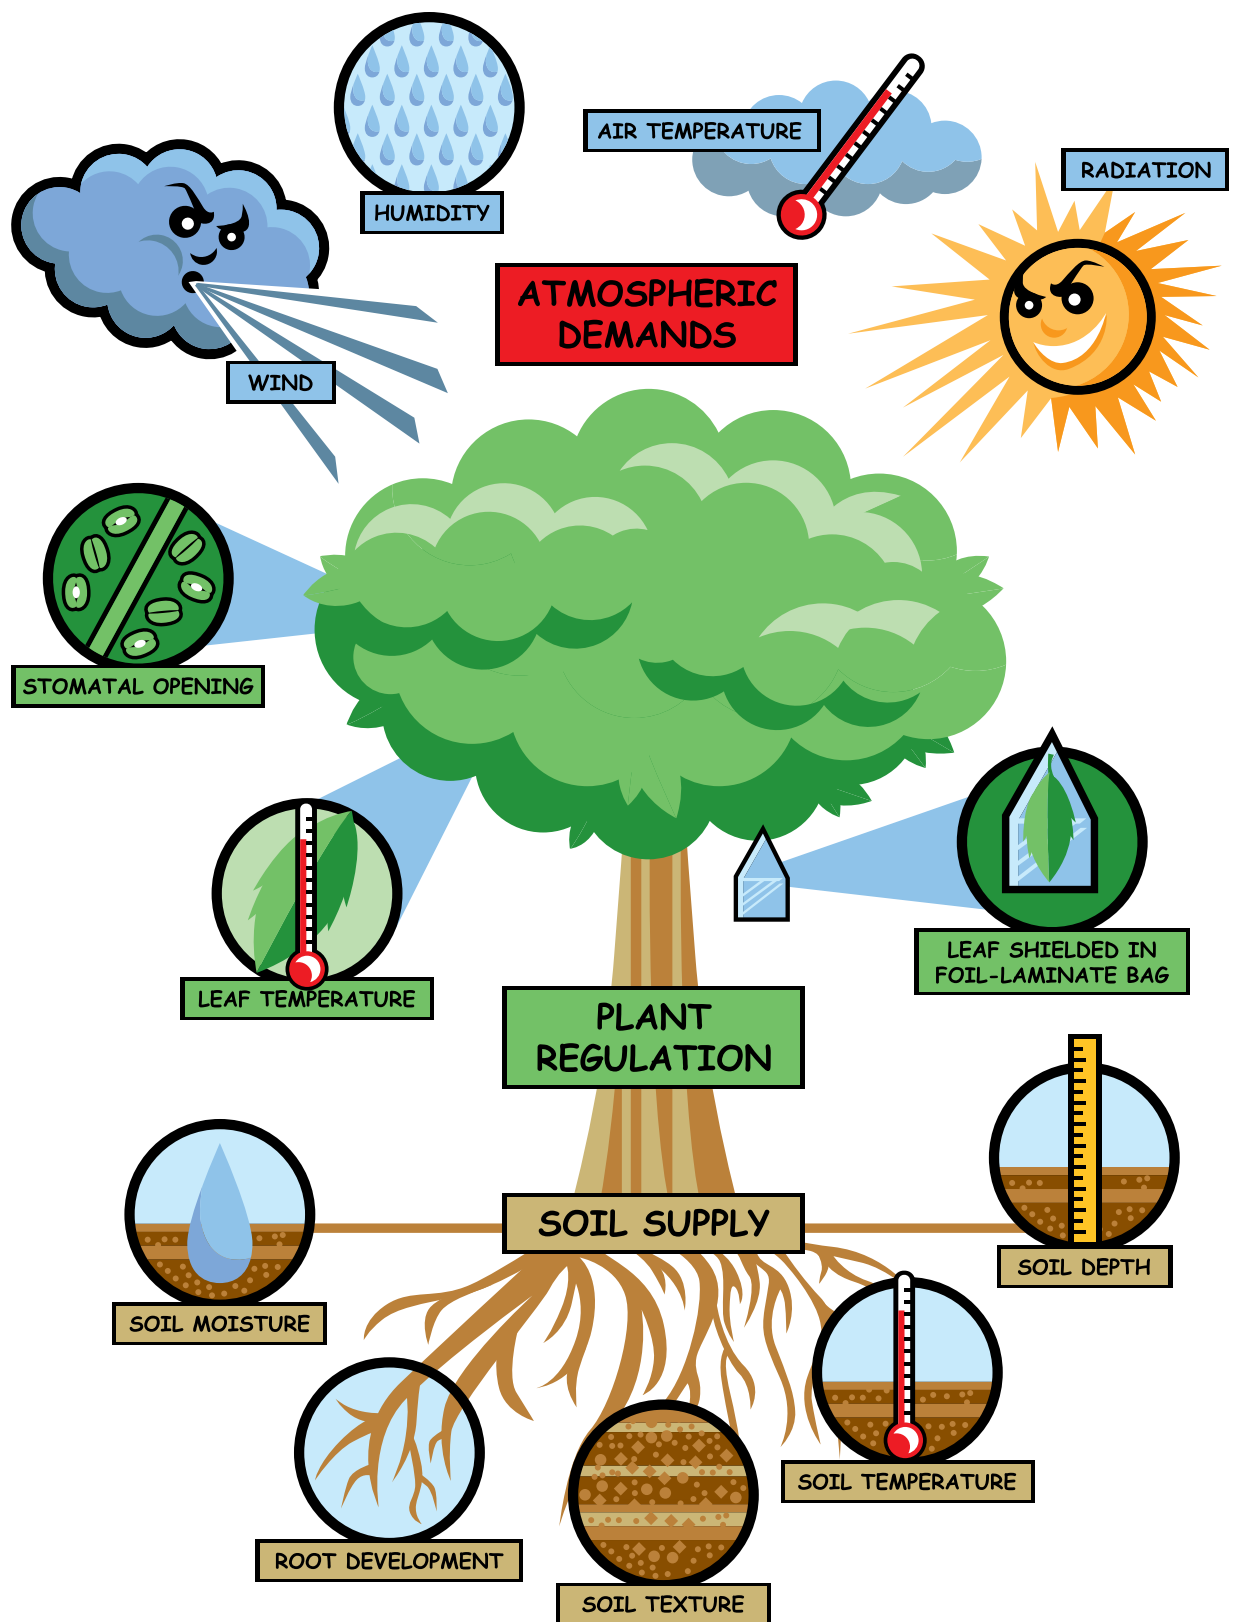 HUMIDITY
AIR TEMPERATURE
RADIATION
WIND
ATMOSPHERIC
DEMANDS
STOMATAL OPENING
LEAF TEMPERATURE
LEAF SHIELDED IN
FOIL-LAMINATE BAG
PLANT
REGULATION
SOIL SUPPLY
SOIL DEPTH
SOIL MOISTURE
SOIL TEMPERATURE
ROOT DEVELOPMENT
SOIL TEXTURE